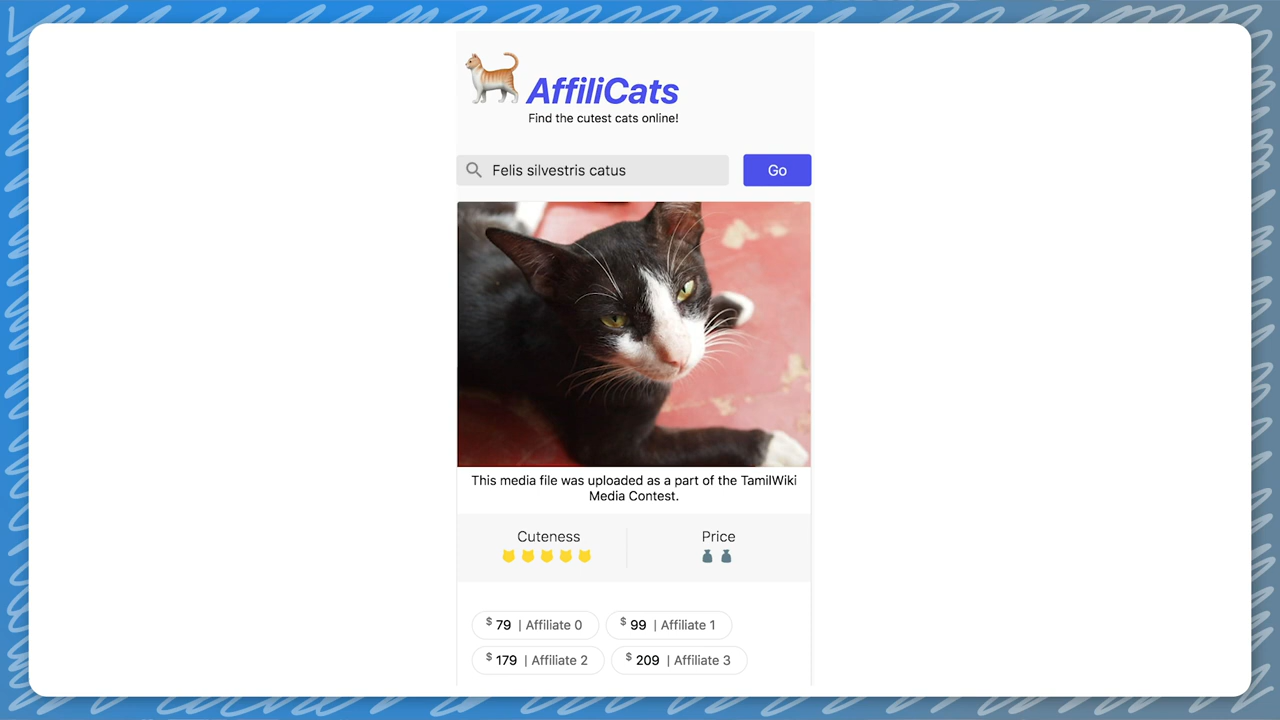 AffiliCats
Find the cutest cats online!
Felis silvestris catus
Go
This media file was uploaded as a part of the TamilWiki
Media Contest.
Cuteness
Price
$ 79 | Affiliate 0
$ 99 | Affiliate 1
$ 179 | Affiliate 2
$ 209 | Affiliate 3